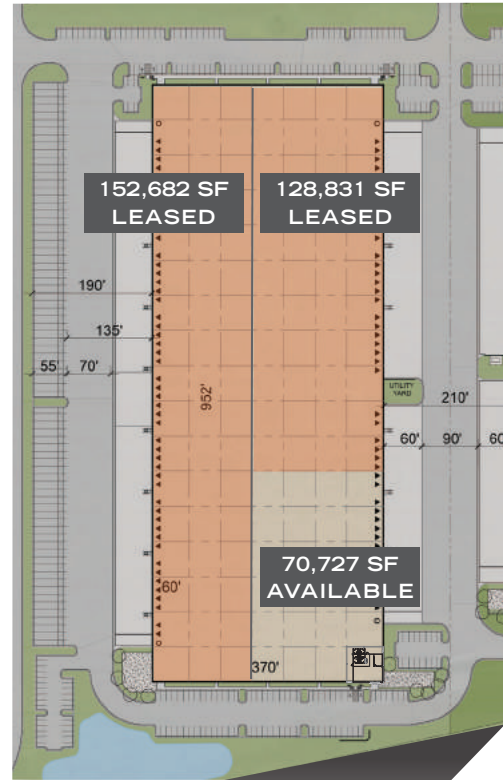 152,682 SF
LEASED
128,831 SF
LEASED
190'
135'
55'
70'
952'
UTILITY
YARD
210'
60'
90'
60
70,727 SF
AVAILABLE
60'
370'